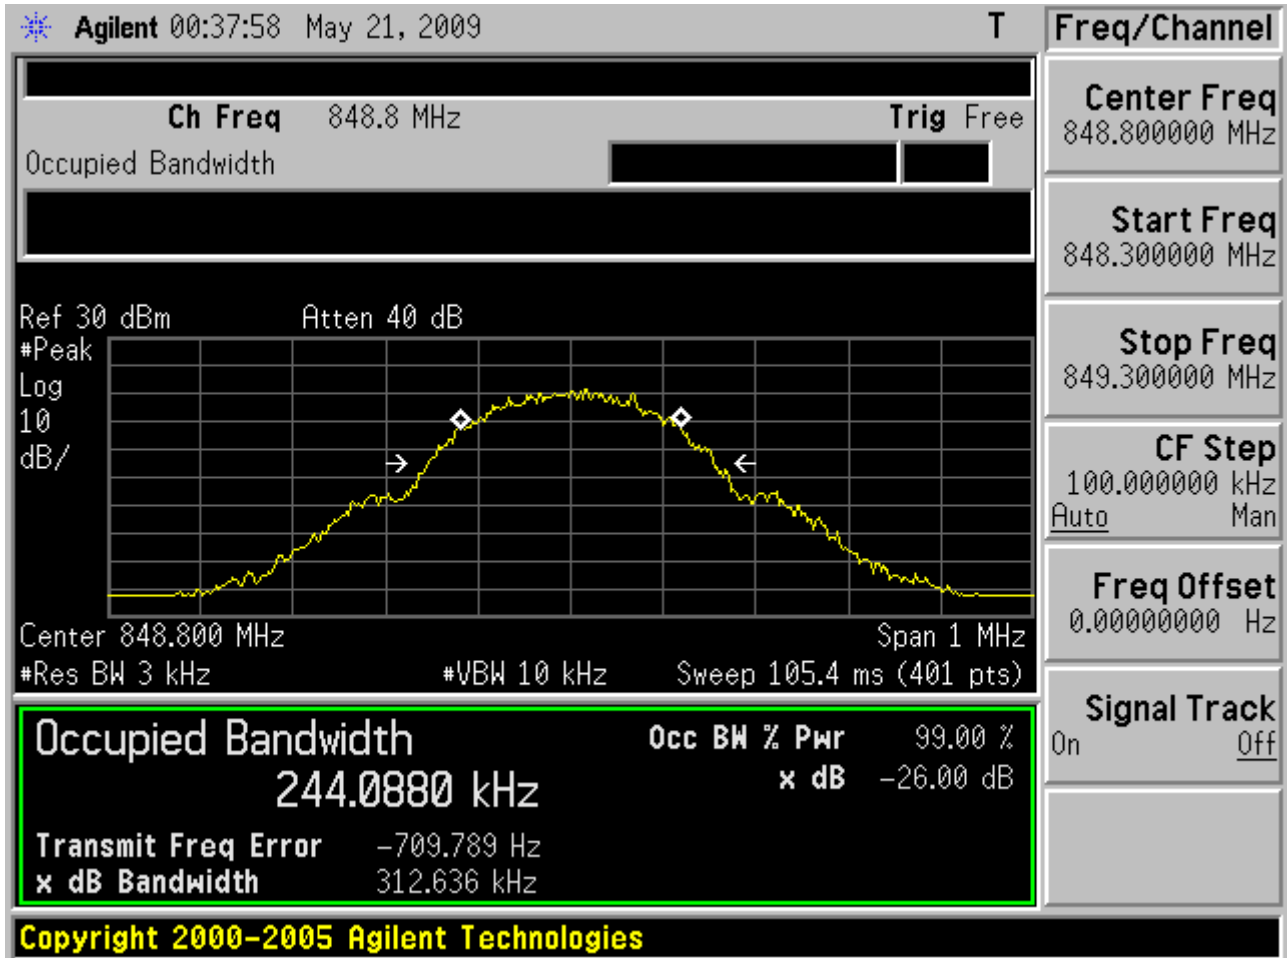 Agilent 00:37:58 May 21, 2009 T
Freq/Channel
Ch Freq 848.8 MHz Trig Free
Occupied Bandwidth
Center Freq
848.800000 MHz
Start Freq
848.300000 MHz
Stop Freq
849.300000 MHz
CF Step
100.000000 kHz
Auto Man
Freq Offset
0.00000000 Hz
Signal Track
On Off
Ref 30 dBm Atten 40 dB
#Peak
Log
10
dB/
Center 848.800 MHz Span 1 MHz
#Res BW 3 kHz #VBW 10 kHz Sweep 105.4 ms (401 pts)
Occupied Bandwidth
244.0880 kHz
Occ BW % Pwr 99.00 %
x dB -26.00 dB
Transmit Freq Error -709.789 Hz
x dB Bandwidth 312.636 kHz
Copyright 2000-2005 Agilent Technologies